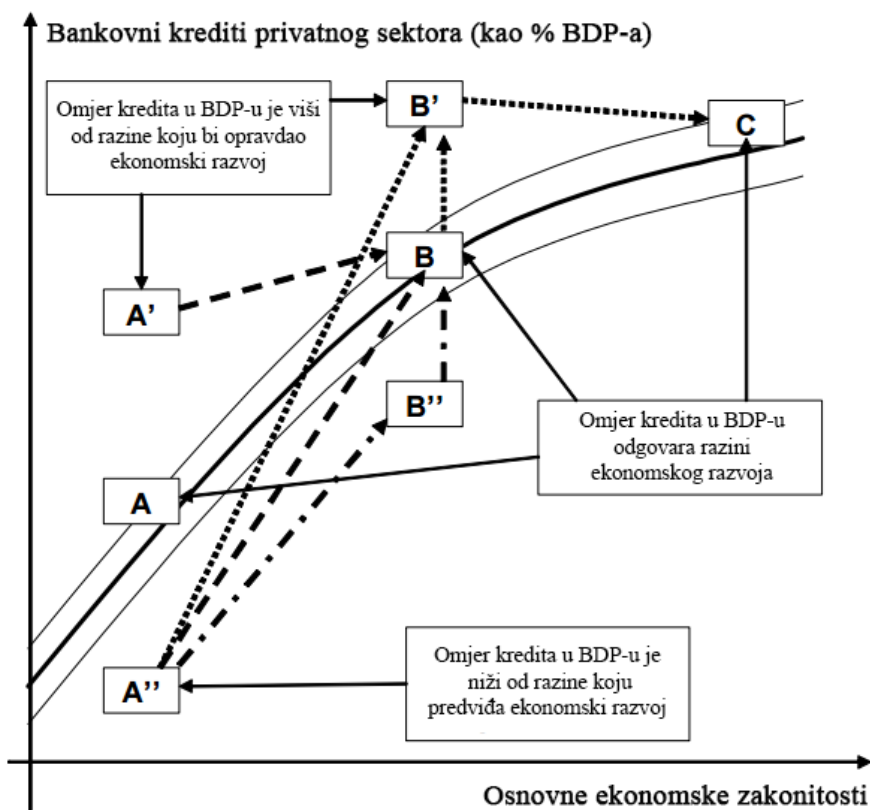 Bankovni krediti privatnog sektora (kao % BDP-a)
Omjer kredita u BDP-u je viši
od razine koju bi opravdao
ekonomski razvoj
B’
C
B
A’
B’’
Omjer kredita u BDP-u
odgovara razini
ekonomskog razvoja
A
Omjer kredita u BDP-u je
niži od razine koju
predviđa ekonomski razvoj
A’’
Osnovne ekonomske zakonitosti